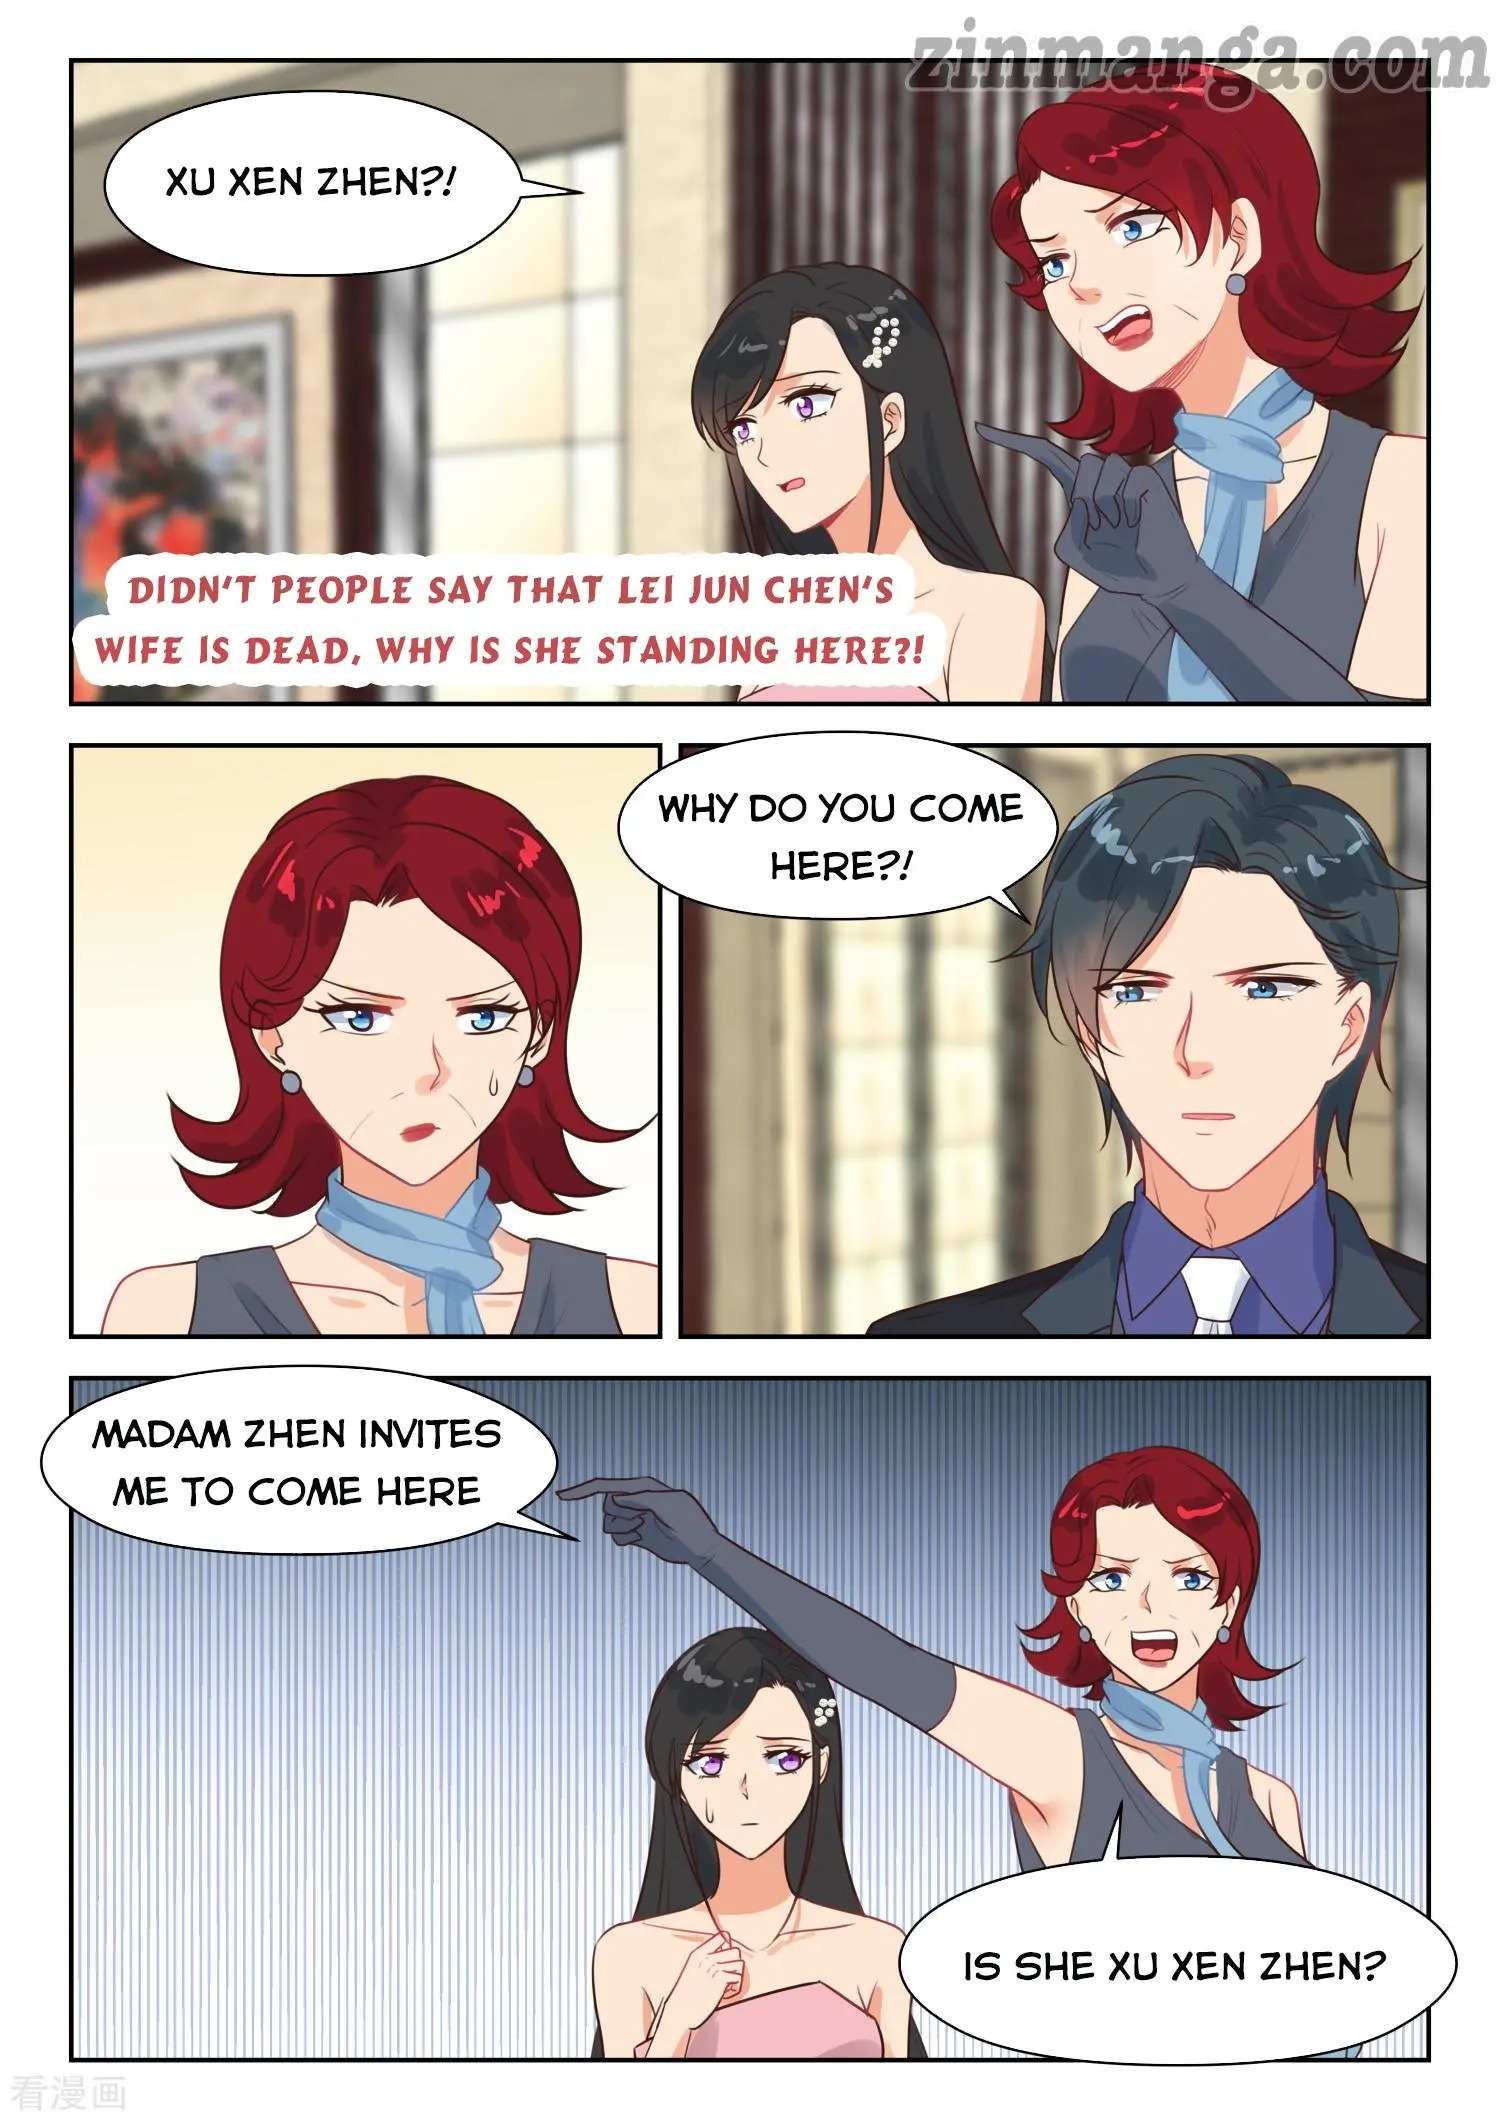 zinmanga.com
XU XEN ZHEN?!
DIDN'T PEOPLE SAY THAT LEI JUN CHEN'S
WIFE IS DEAD, WHY IS SHE STANDING HERE?!
WHY DO YOU COME
HERE?!
MADAM ZHEN INVITES
ME TO COME HERE
IS SHE XU XEN ZHEN?
看漫画